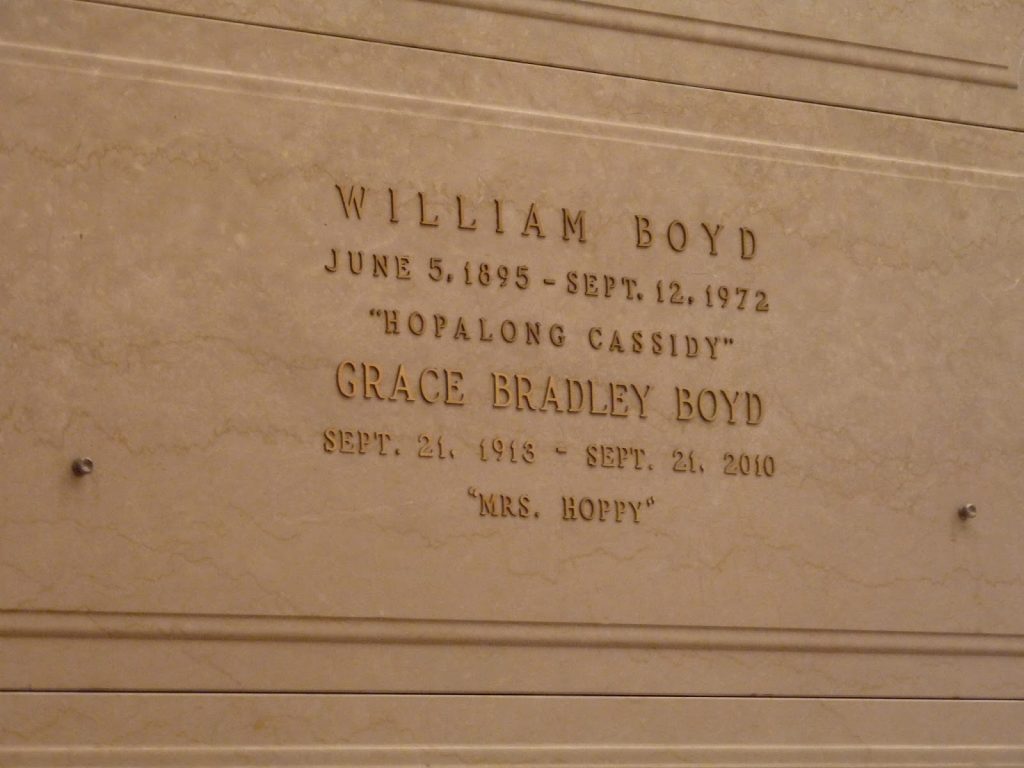 WILLIAM BOYD
JUNE 5, 1895 - SEPT. 12, 1972
"HOPALONG CASSIDY"
GRACE BRADLEY BOYD
SEPT. 21, 1913 - SEPT. 21, 2010
"MRS. HOPPY"